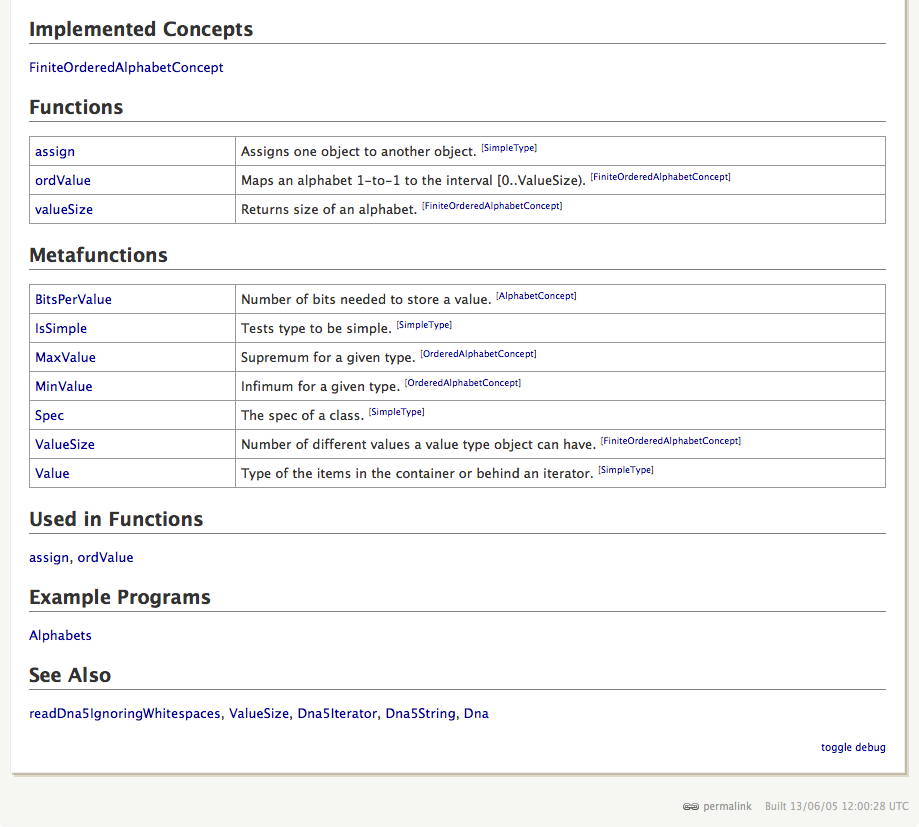 Implemented Concepts
FiniteOrderedAlphabetConcept
Functions
assign Assigns one object to another object. [SimpleType]
ordValue Maps an alphabet 1-to-1 to the interval [0..ValueSize). [FiniteOrderedAlphabetConcept]
valueSize Returns size of an alphabet. [FiniteOrderedAlphabetConcept]
Metafunctions
BitsPerValue Number of bits needed to store a value. [AlphabetConcept]
IsSimple Tests type to be simple. [SimpleType]
MaxValue Supremum for a given type. [OrderedAlphabetConcept]
MinValue Infimum for a given type. [OrderedAlphabetConcept]
Spec The spec of a class. [SimpleType]
ValueSize Number of different values a value type object can have. [FiniteOrderedAlphabetConcept]
Value Type of the items in the container or behind an iterator. [SimpleType]
Used in Functions
assign, ordValue
Example Programs
Alphabets
See Also
readDna5IgnoringWhitespaces, ValueSize, Dna5Iterator, Dna5String, Dna
toggle debug
permalink Built 13/06/05 12:00:28 UTC